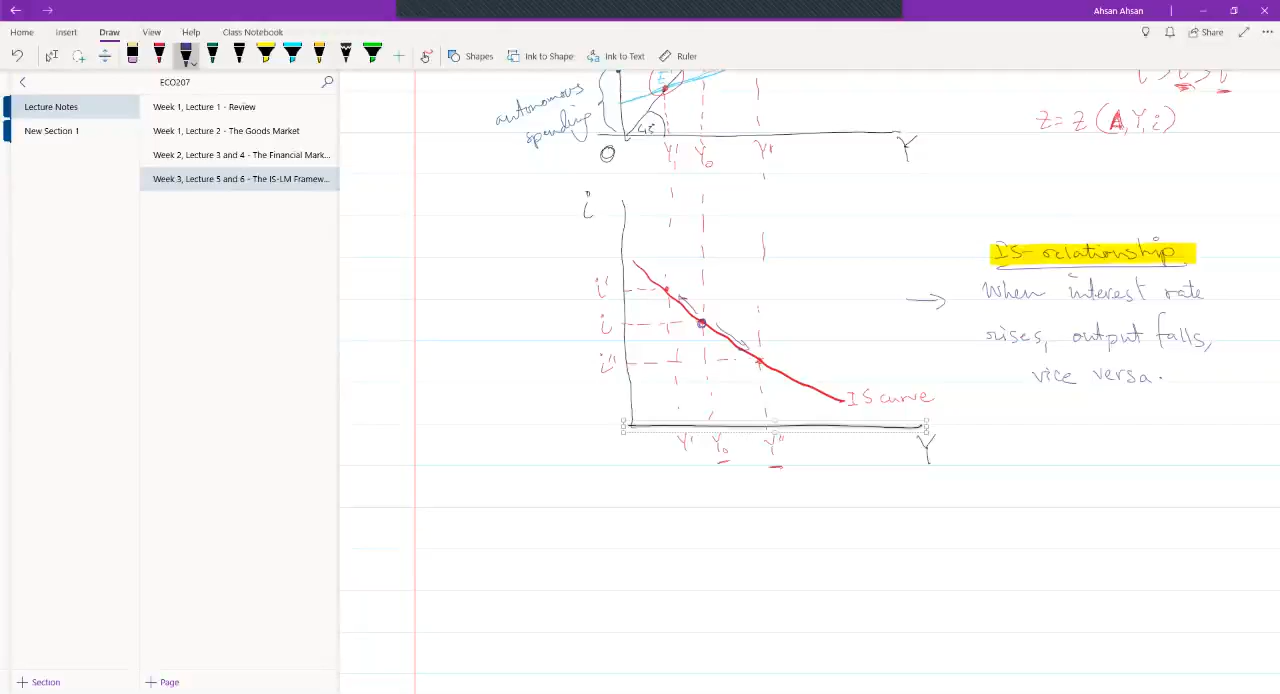 Ahsan Ahsan
Home Insert Draw View Help Class Notebook
Share
Shapes Ink to Shape Ink to Text Ruler
ECO207
Lecture Notes
New Section 1
Week 1, Lecture 1 - Review
Week 1, Lecture 2 - The Goods Market
Week 2, Lecture 3 and 4 - The Financial Mark...
Week 3, Lecture 5 and 6 - The IS-LM Framew...
autonomous
spending
45°
O Y' Y₀ Y" Y
Z = Z (A, Y, i)
i
i'
i
i"
IS curve
Y' Y₀ Y" Y
IS-relationship
When interest rate
rises, output falls,
vice versa.
+ Section
+ Page